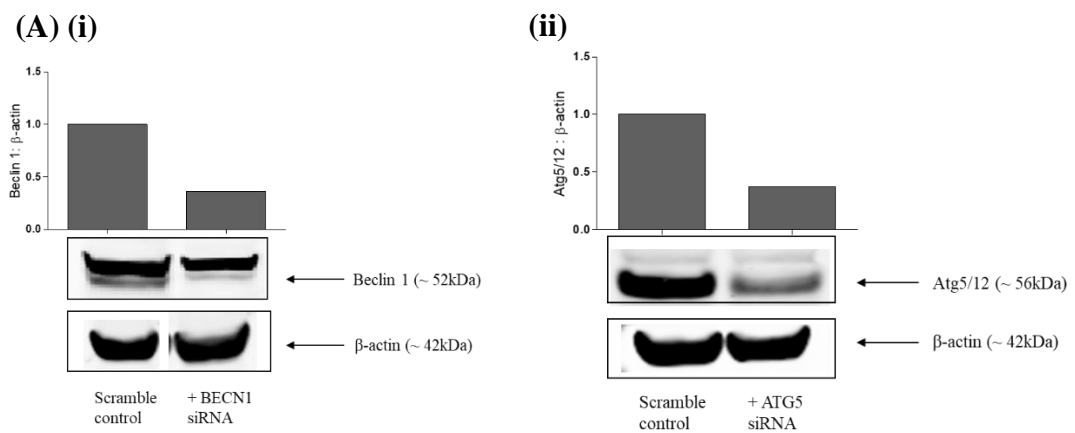 (A) (i)
1.5
1.0
0.5
0.0
Beclin 1: β-actin
Beclin 1 (~ 52kDa)
β-actin (~ 42kDa)
Scramble
control
+ BECN1
siRNA
(ii)
1.5
1.0
0.5
0.0
Atg5/12 : β-actin
Atg5/12 (~ 56kDa)
β-actin (~ 42kDa)
Scramble
control
+ ATG5
siRNA